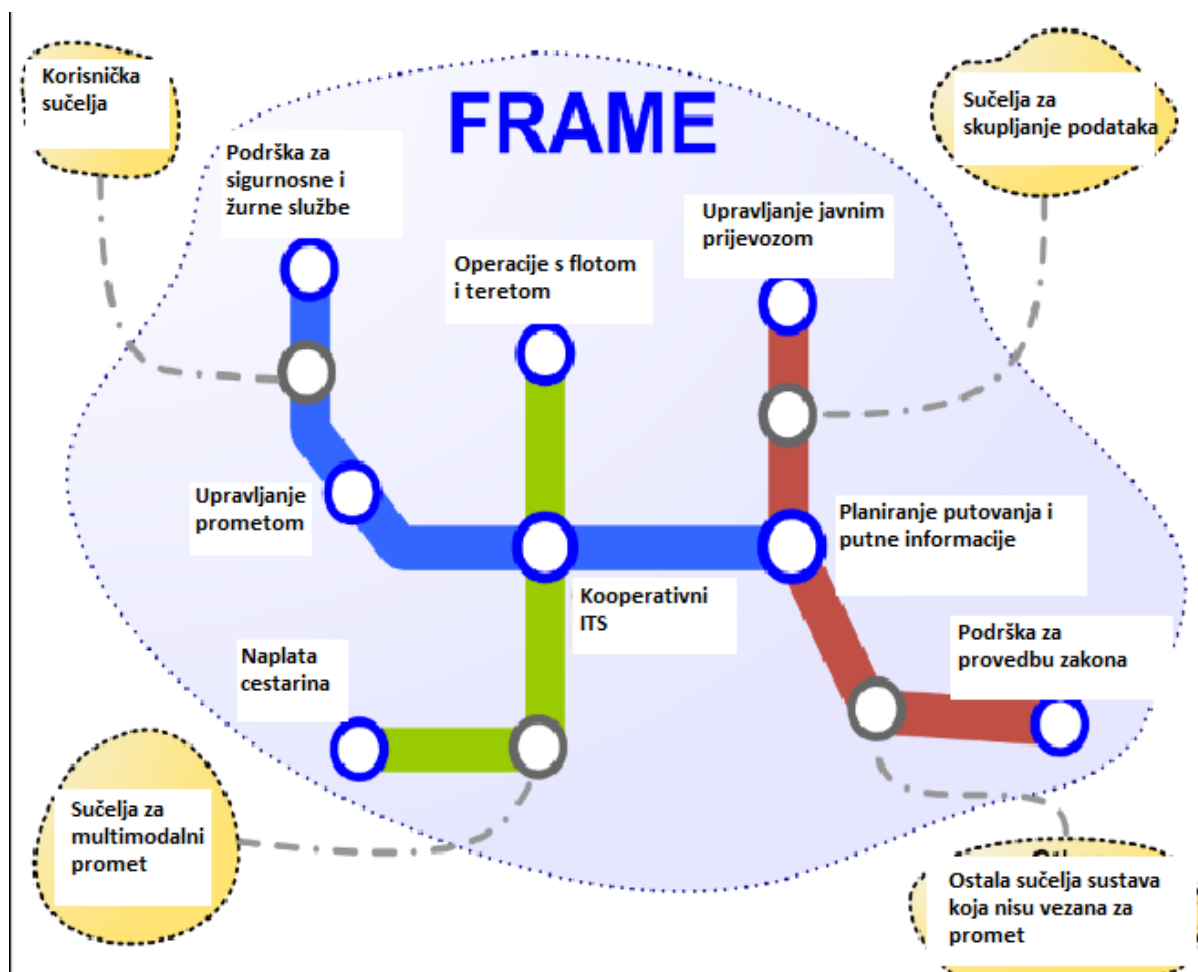 Korisnička
sučelja
FRAME
Sučelja za
skupljanje podataka
Podrška za
sigurnosne i
žurne službe
Upravljanje javnim
prijevozom
Operacije s flotom
i teretom
Upravljanje
prometom
Planiranje putovanja i
putne informacije
Kooperativni
ITS
Naplata
cestarina
Podrška za
provedbu zakona
Sučelja za
multimodalni
promet
Ostala sučelja sustava
koja nisu vezana za
promet